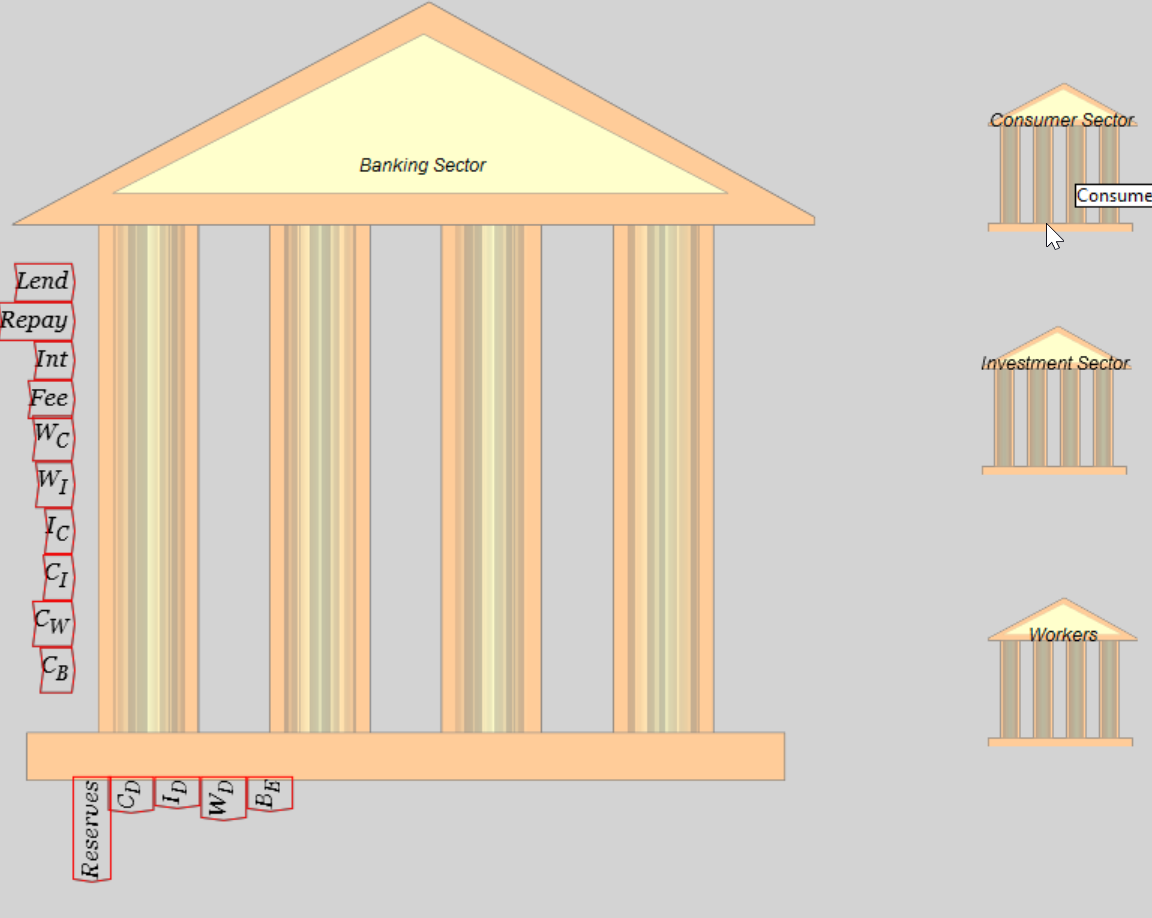 Banking Sector
Lend
Repay
Int
Fee
W_C
W_I
I_C
C_I
C_W
C_B
Reserves
C_D
I_D
W_D
B_E
Consumer Sector
Consume
Investment Sector
Workers